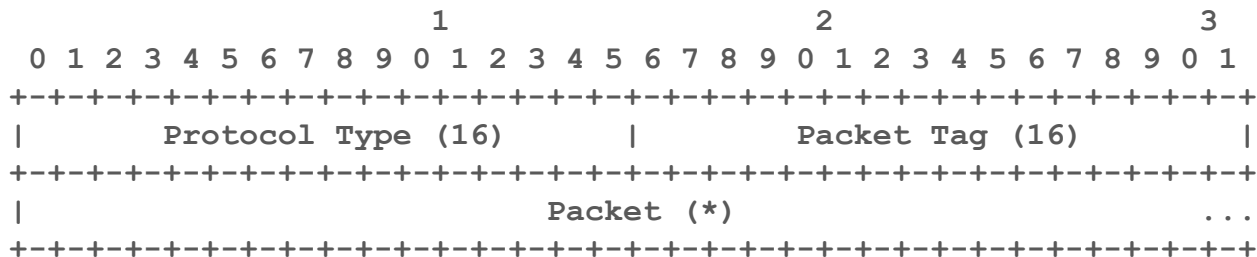 1                   2                   3
 0 1 2 3 4 5 6 7 8 9 0 1 2 3 4 5 6 7 8 9 0 1 2 3 4 5 6 7 8 9 0 1
+-+-+-+-+-+-+-+-+-+-+-+-+-+-+-+-+-+-+-+-+-+-+-+-+-+-+-+-+-+-+-+-+
|       Protocol Type (16)      |        Packet Tag (16)        |
+-+-+-+-+-+-+-+-+-+-+-+-+-+-+-+-+-+-+-+-+-+-+-+-+-+-+-+-+-+-+-+-+
|                           Packet (*)                        ...
+-+-+-+-+-+-+-+-+-+-+-+-+-+-+-+-+-+-+-+-+-+-+-+-+-+-+-+-+-+-+-+-+